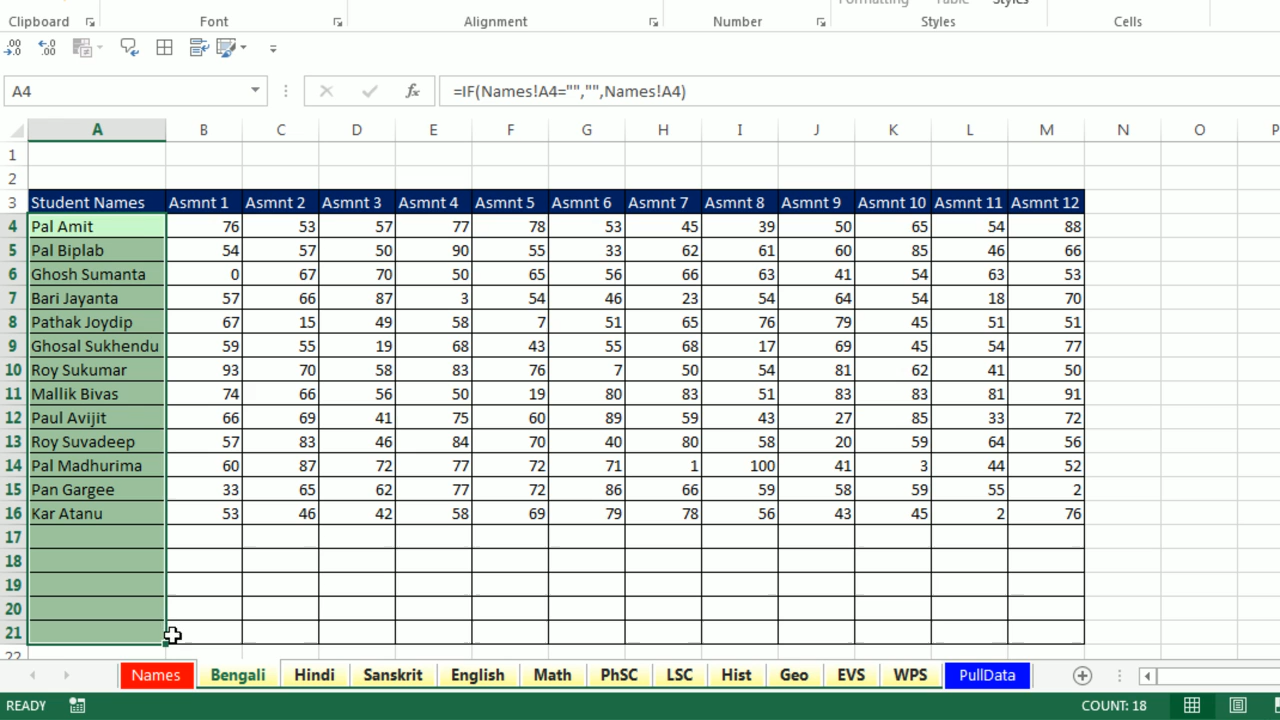 Formatting Table Styles
Clipboard Font Alignment Number Styles Cells
.00 →.0 ←.0 .00
A4 fx =IF(Names!A4="","",Names!A4)
A B C D E F G H I J K L M N O P
1
2
3 Student Names Asmnt 1 Asmnt 2 Asmnt 3 Asmnt 4 Asmnt 5 Asmnt 6 Asmnt 7 Asmnt 8 Asmnt 9 Asmnt 10 Asmnt 11 Asmnt 12
4 Pal Amit 76 53 57 77 78 53 45 39 50 65 54 88
5 Pal Biplab 54 57 50 90 55 33 62 61 60 85 46 66
6 Ghosh Sumanta 0 67 70 50 65 56 66 63 41 54 63 53
7 Bari Jayanta 57 66 87 3 54 46 23 54 64 54 18 70
8 Pathak Joydip 67 15 49 58 7 51 65 76 79 45 51 51
9 Ghosal Sukhendu 59 55 19 68 43 55 68 17 69 45 54 77
10 Roy Sukumar 93 70 58 83 76 7 50 54 81 62 41 50
11 Mallik Bivas 74 66 56 50 19 80 83 51 83 83 81 91
12 Paul Avijit 66 69 41 75 60 89 59 43 27 85 33 72
13 Roy Suvadeep 57 83 46 84 70 40 80 58 20 59 64 56
14 Pal Madhurima 60 87 72 77 72 71 1 100 41 3 44 52
15 Pan Gargee 33 65 62 77 72 86 66 59 58 59 55 2
16 Kar Atanu 53 46 42 58 69 79 78 56 43 45 2 76
17
18
19
20
21
22
Names Bengali Hindi Sanskrit English Math PhSC LSC Hist Geo EVS WPS PullData
READY COUNT: 18